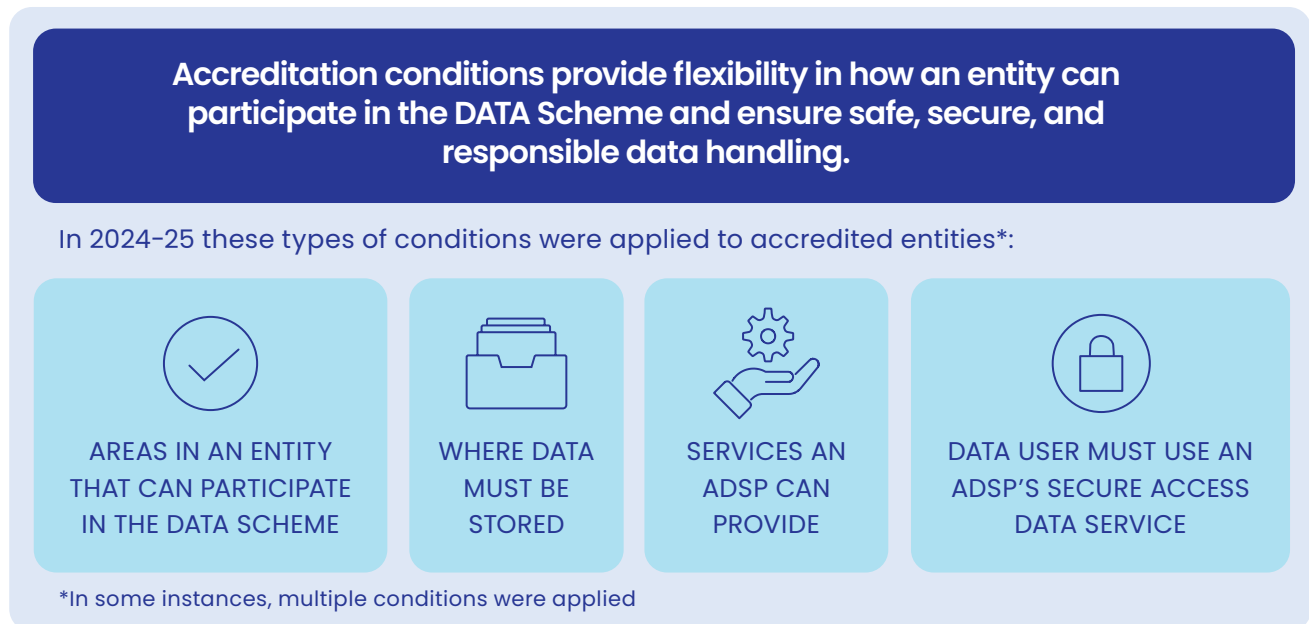 Accreditation conditions provide flexibility in how an entity can
participate in the DATA Scheme and ensure safe, secure, and
responsible data handling.
In 2024-25 these types of conditions were applied to accredited entities*:
AREAS IN AN ENTITY
THAT CAN PARTICIPATE
IN THE DATA SCHEME
WHERE DATA
MUST BE
STORED
SERVICES AN
ADSP CAN
PROVIDE
DATA USER MUST USE AN
ADSP’S SECURE ACCESS
DATA SERVICE
*In some instances, multiple conditions were applied